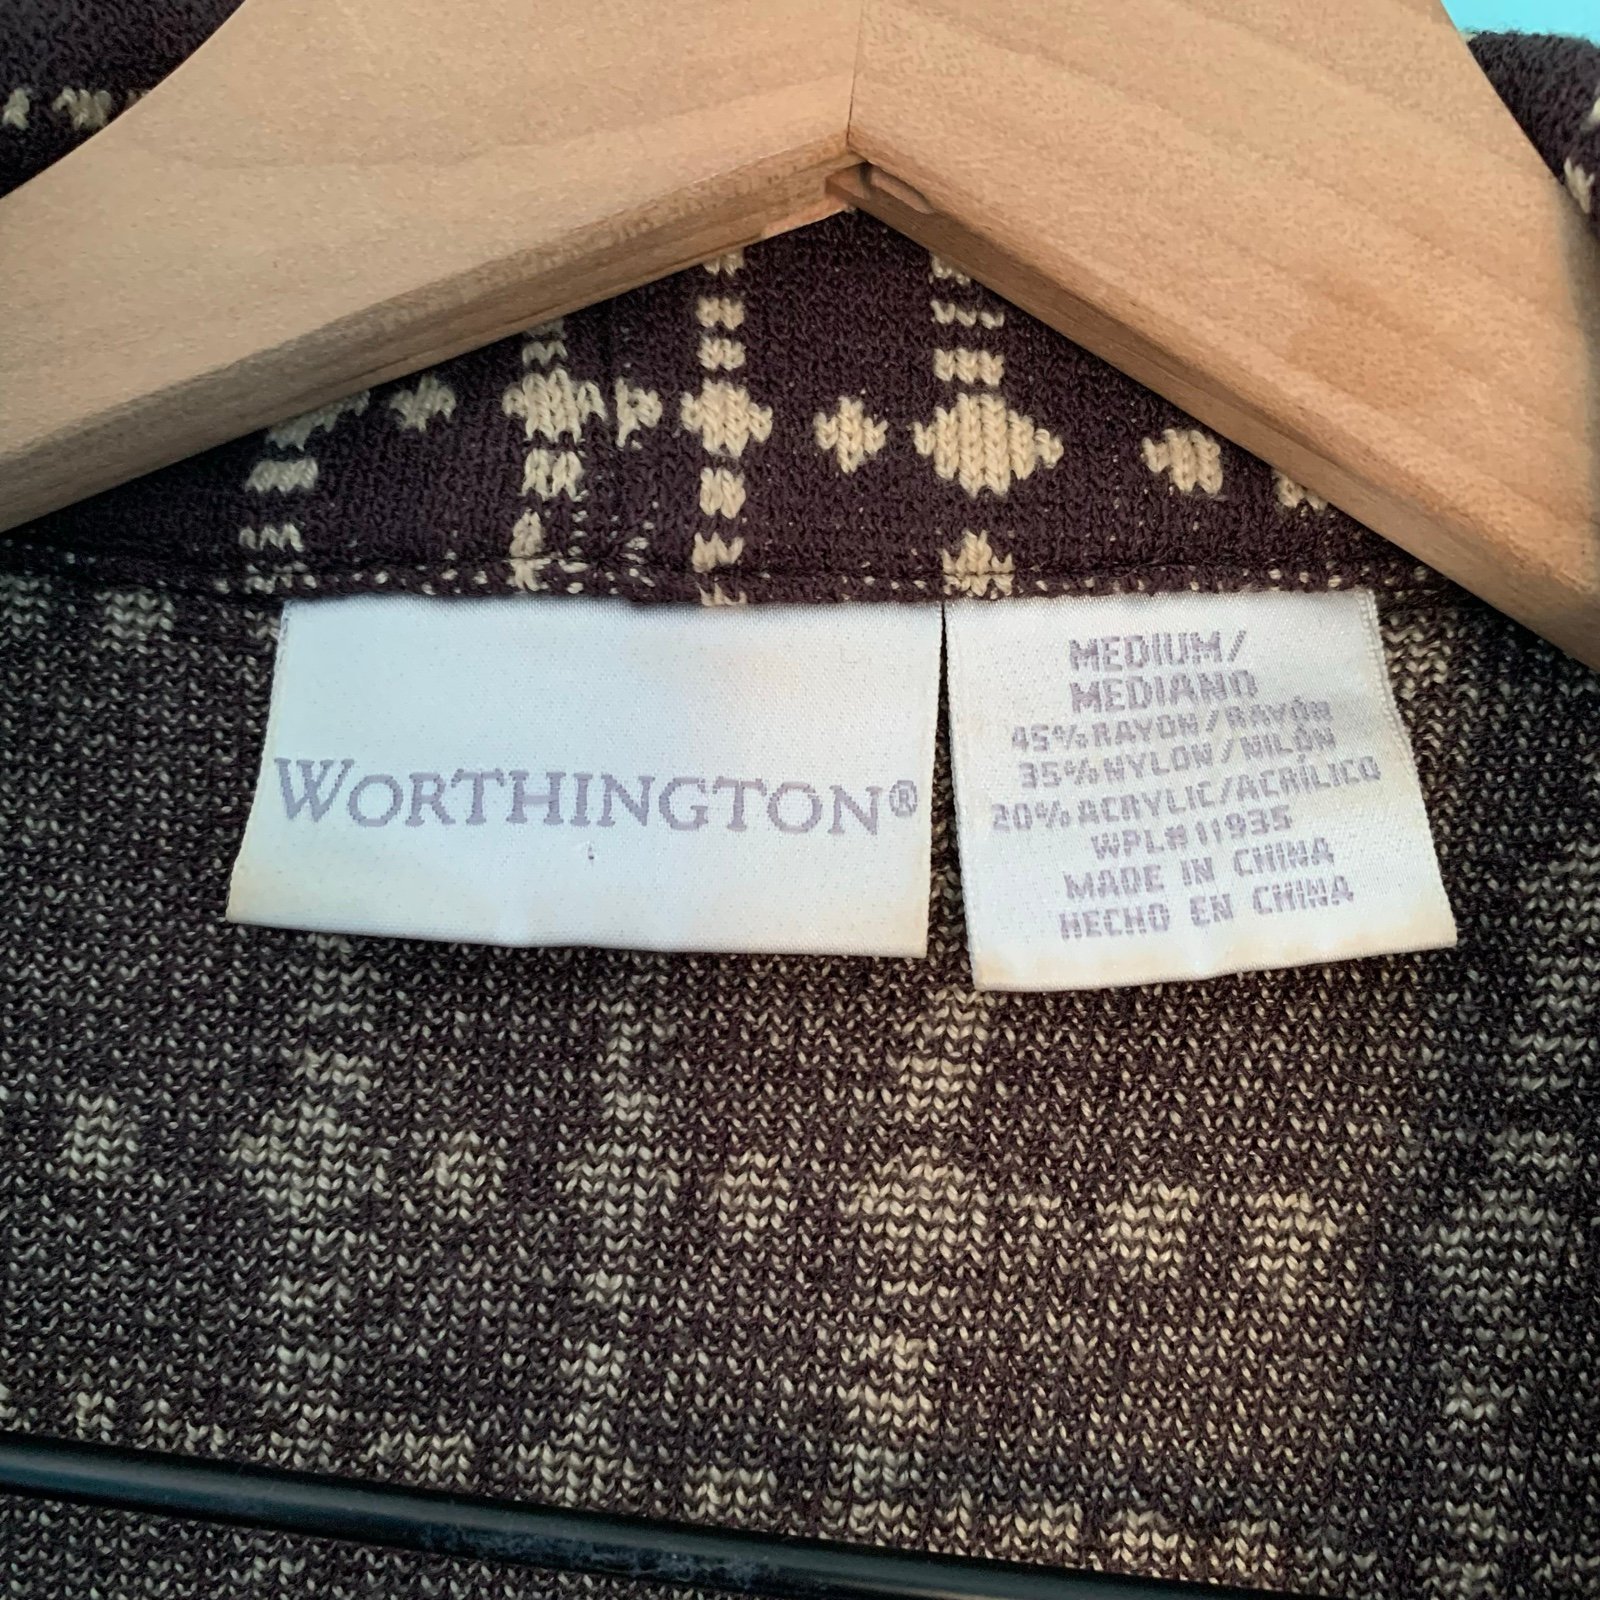 WORTHINGTON®
MEDIUM/
MEDIANO
45% RAYON/RAYÓN
35% NYLON/NILÓN
20% ACRYLIC/ACRÍLICO
WPL# 11935
MADE IN CHINA
HECHO EN CHINA